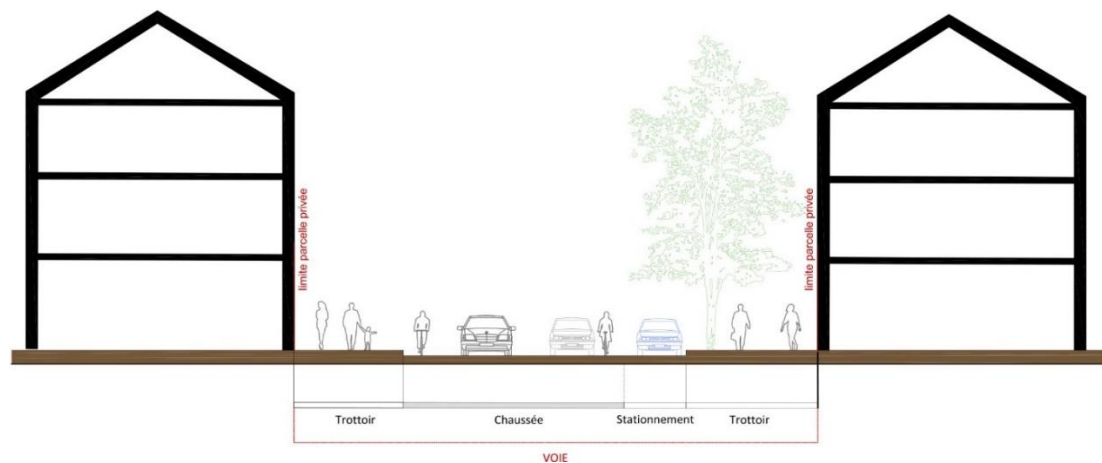 limite parcelle privée
limite parcelle privée
Trottoir
Chaussée
Stationnement
Trottoir
VOIE